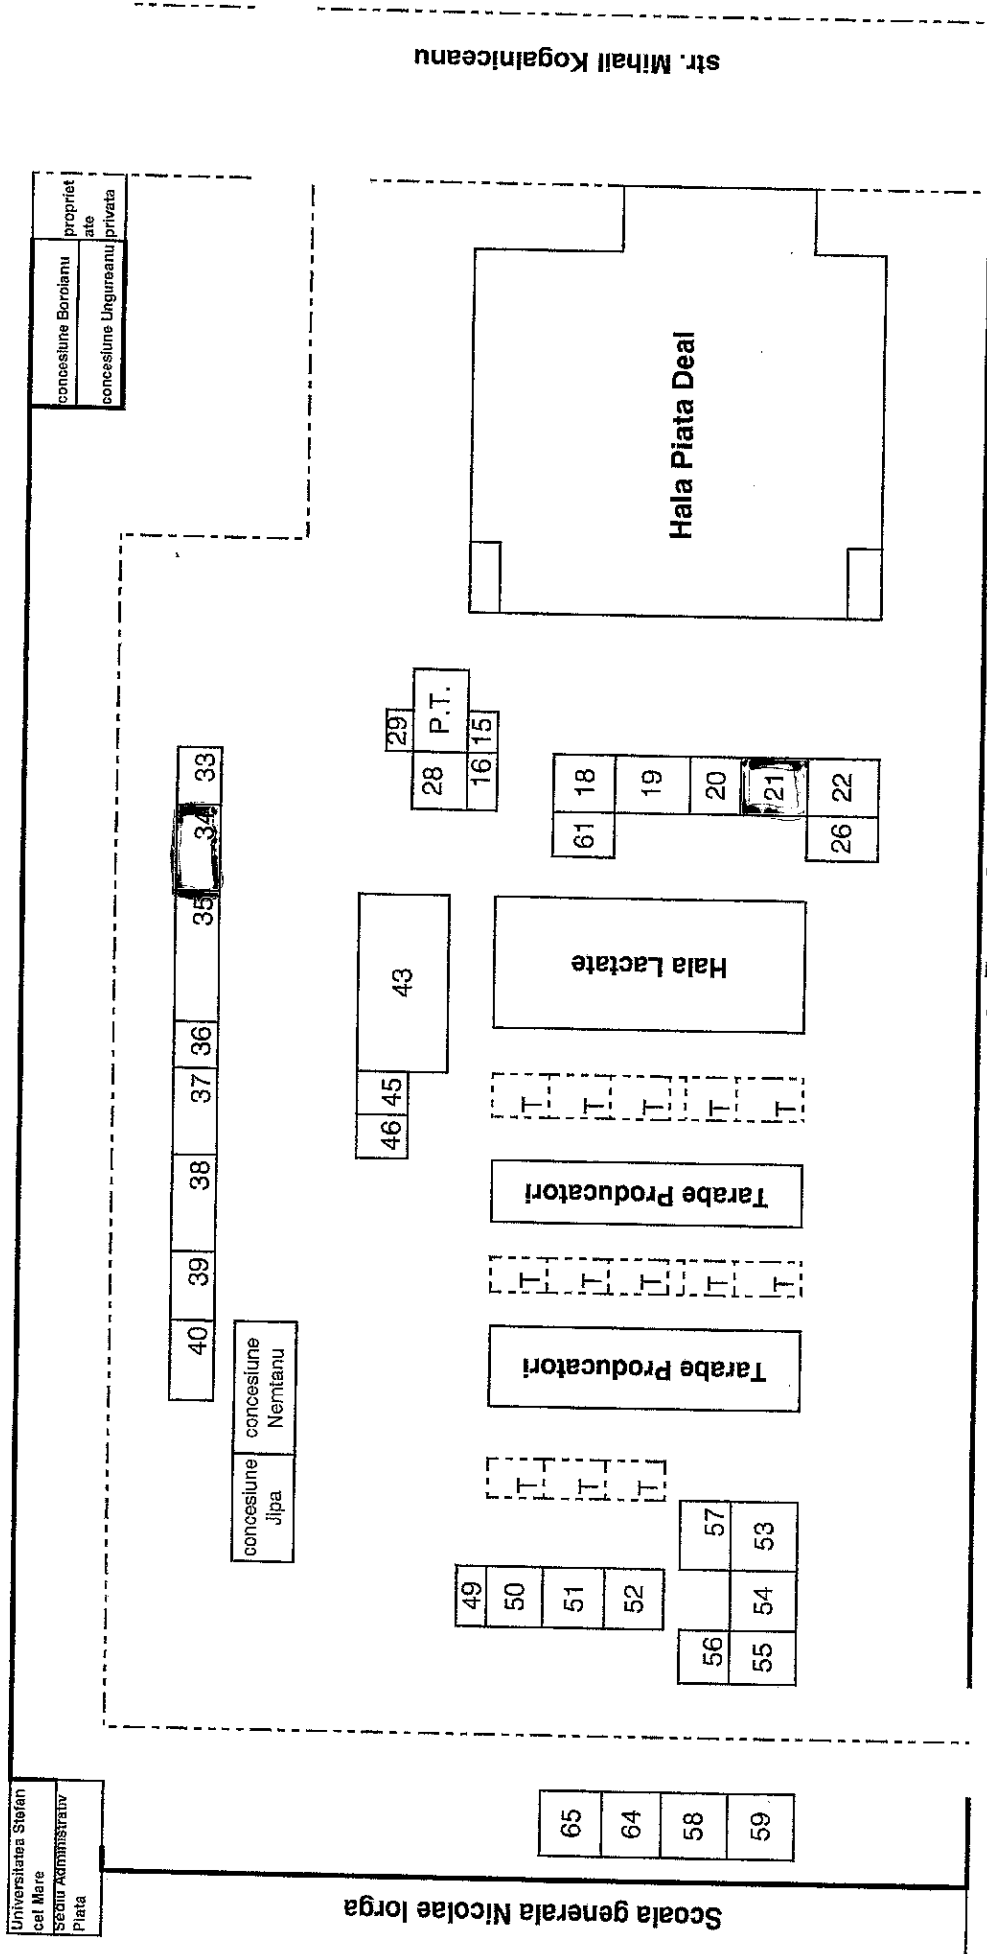 str. Mihail Kogalniceanu
concesiune Boroianu
concesiune Ungureanu
propriet
ate
privata
Hala Piata Deal
29
P.T.
28
15
16
33
34
35
36
37
38
39
40
18
19
20
21
22
61
26
43
45
46
Hala Lactate
T
T
T
T
T
Tarabe Producatori
T
T
T
T
T
Tarabe Producatori
T
T
T
concesiune
Nemtanu
concesiune
Jipa
49
50
51
52
57
53
54
56
55
65
64
58
59
Universitatea Stefan
cel Mare
Sediu Administrativ
Piata
Scoala generala Nicolae Iorga